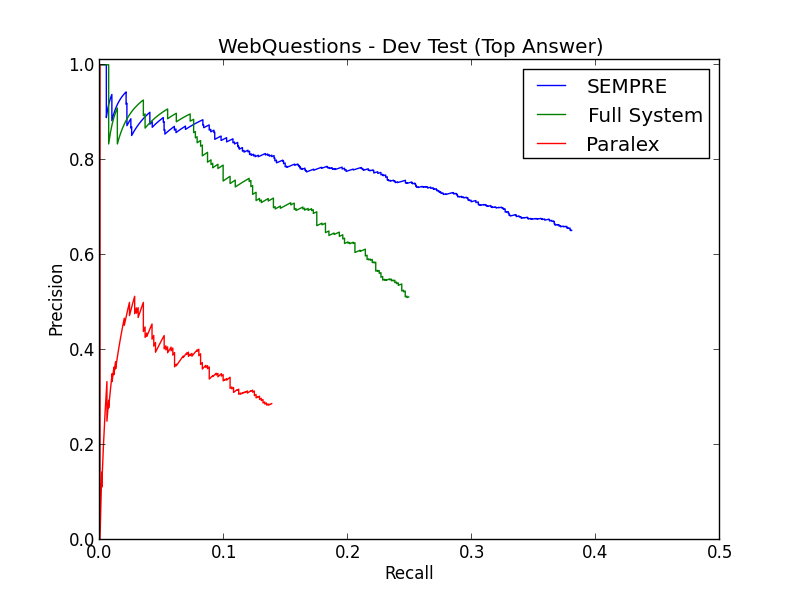 WebQuestions - Dev Test (Top Answer)
SEMPRE
Full System
Paralex
Precision
1.0
0.8
0.6
0.4
0.2
0.0
0.0 0.1 0.2 0.3 0.4 0.5
Recall